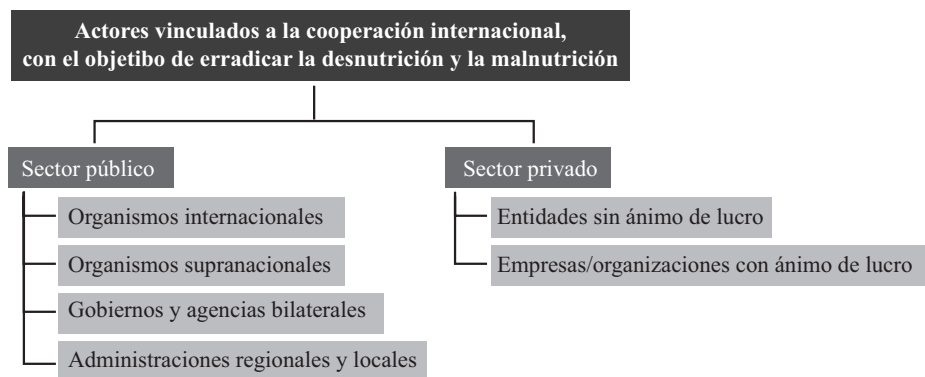 Actores vinculados a la cooperación internacional,
con el objetibo de erradicar la desnutrición y la malnutrición
Sector público
Organismos internacionales
Organismos supranacionales
Gobiernos y agencias bilaterales
Administraciones regionales y locales
Sector privado
Entidades sin ánimo de lucro
Empresas/organizaciones con ánimo de lucro